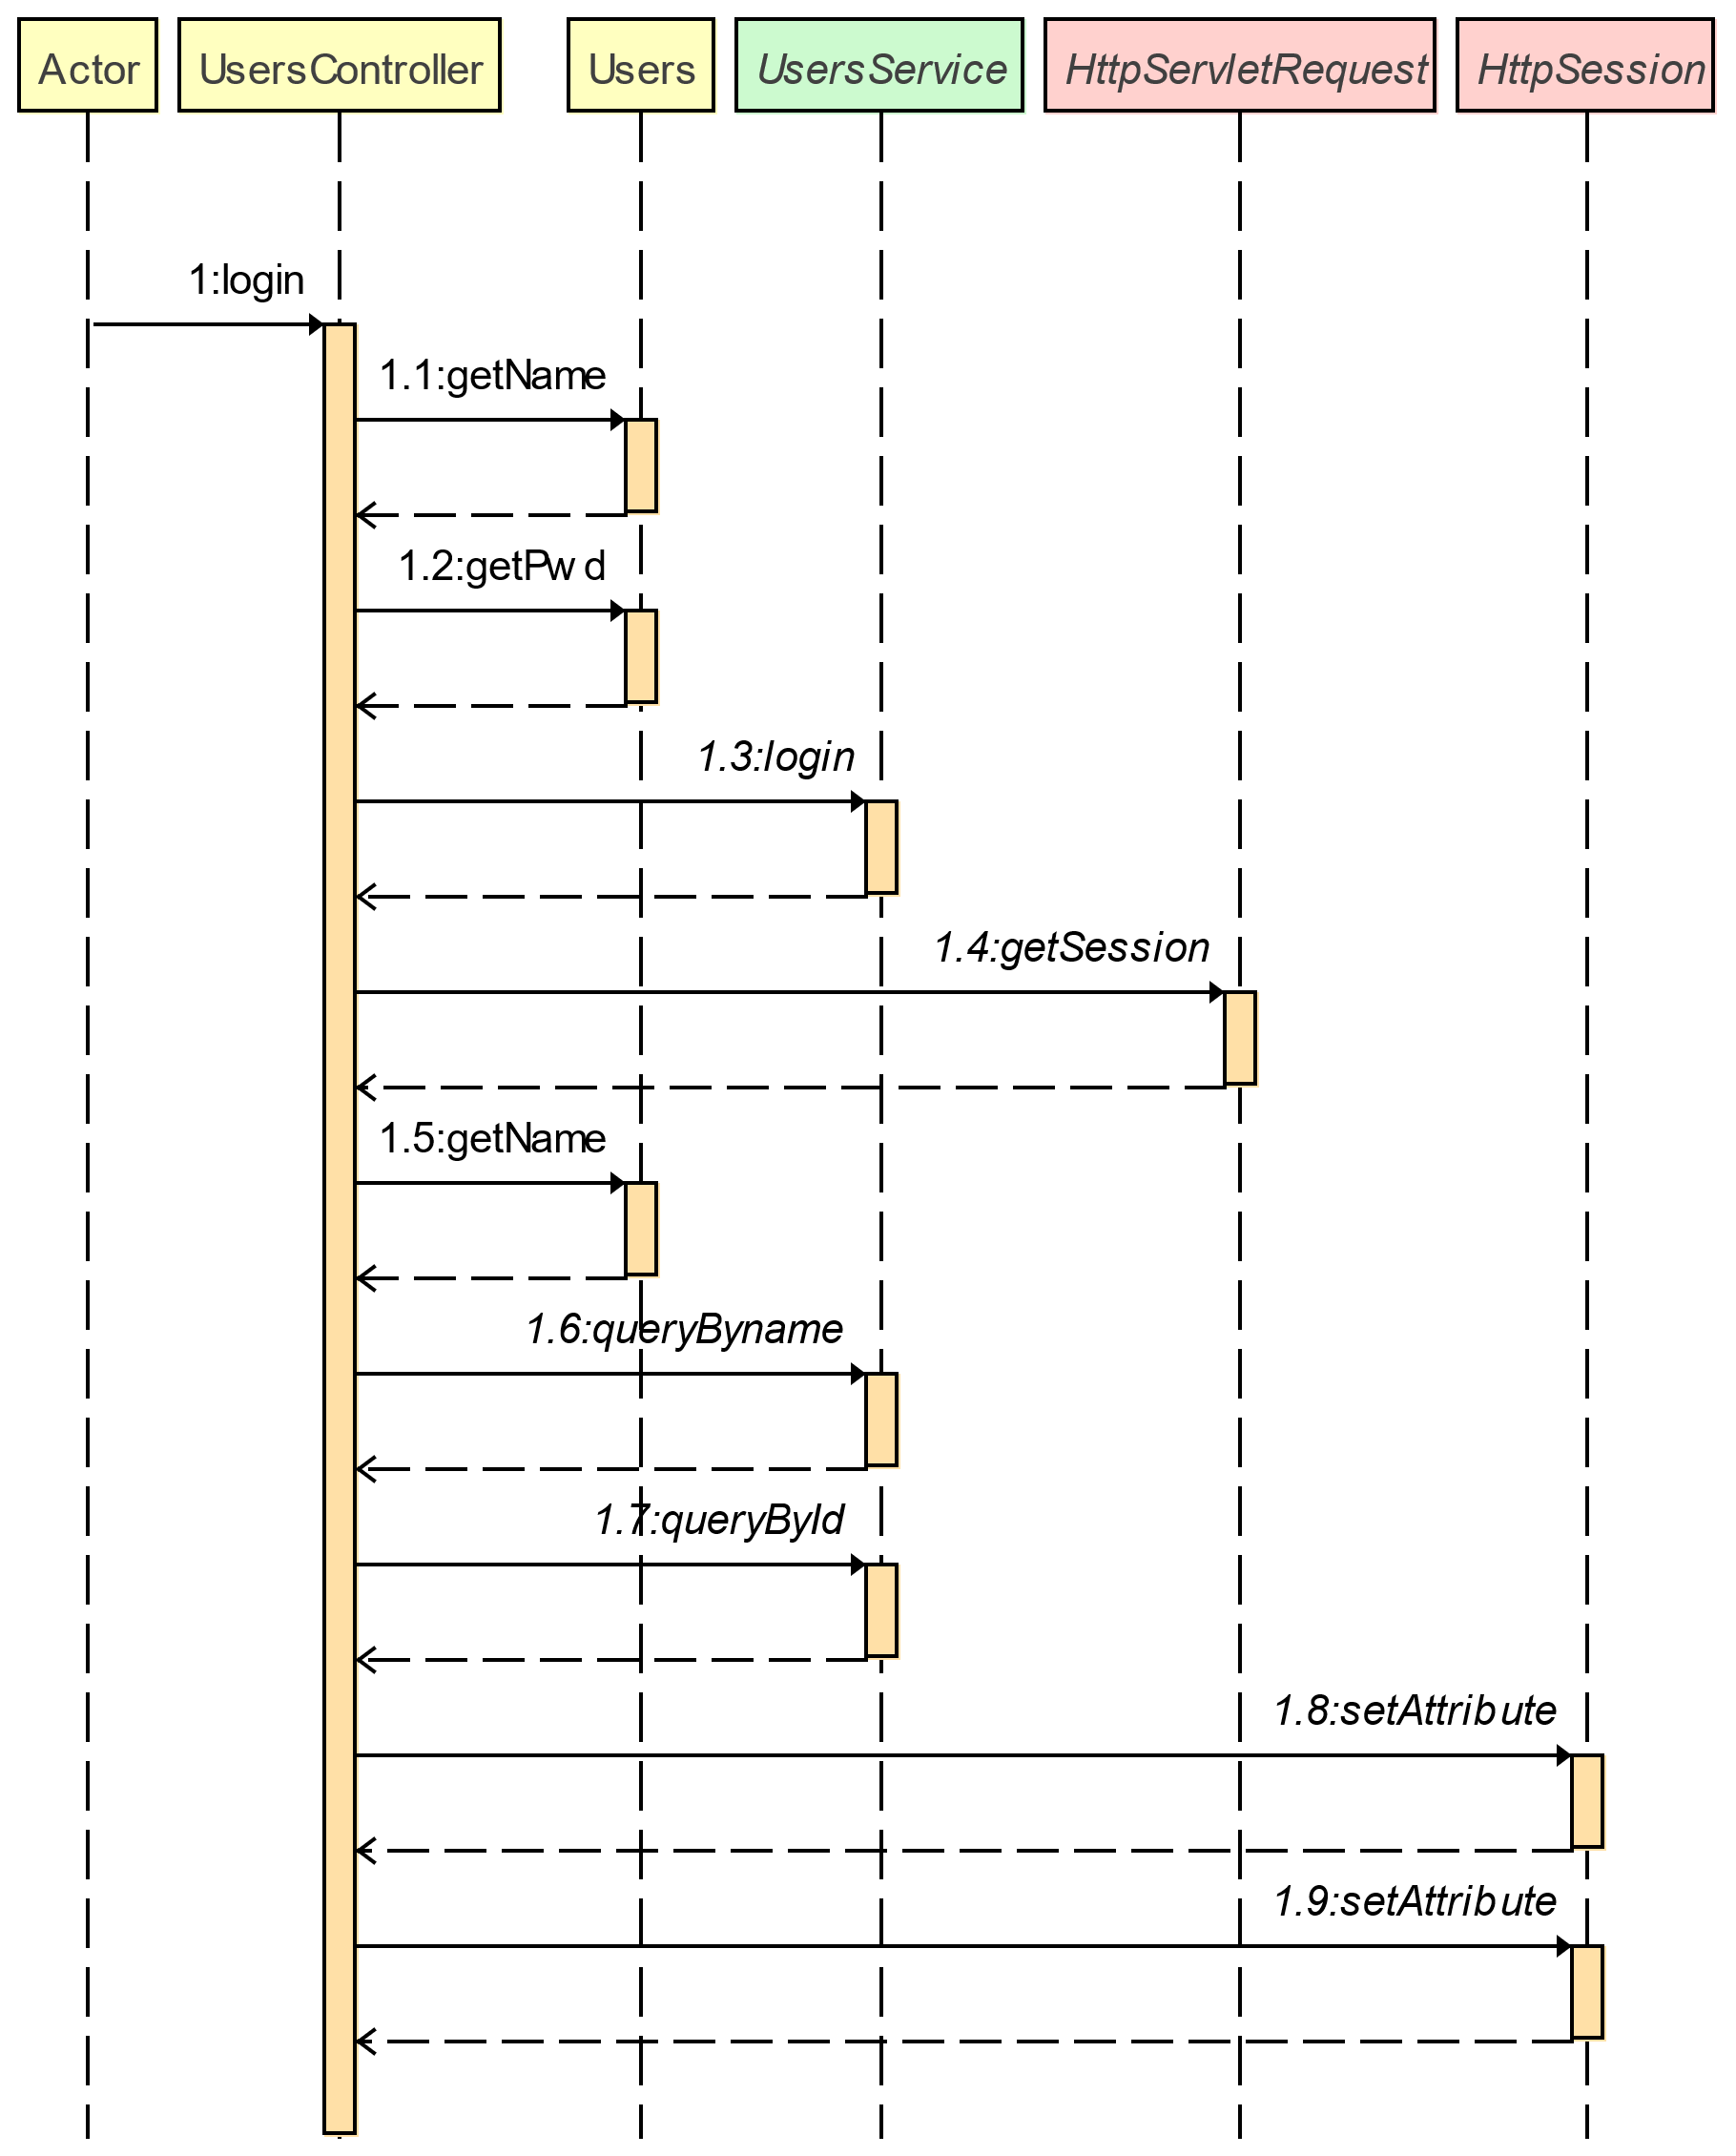 Actor
UsersController
Users
UsersService
HttpServletRequest
HttpSession
1:login
1.1:getName
1.2:getPwd
1.3:login
1.4:getSession
1.5:getName
1.6:queryByname
1.7:queryById
1.8:setAttribute
1.9:setAttribute